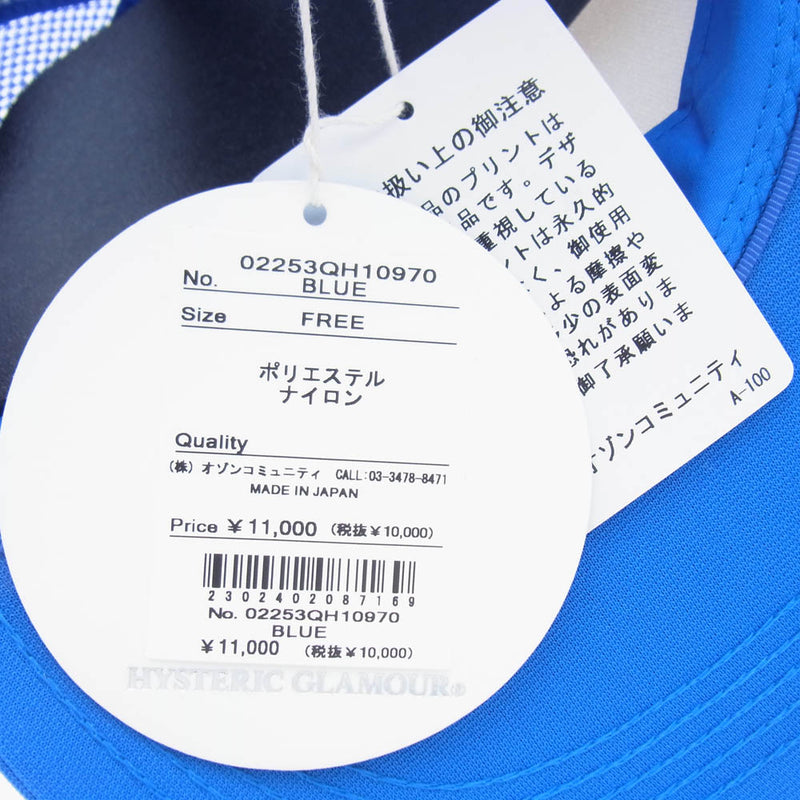 No. 02253QH10970
BLUE
Size FREE
ポリエステル
ナイロン
Quality
(株) オゾンコミュニティ CALL:03-3478-8471
MADE IN JAPAN
Price ¥11,000 (税抜¥10,000)
2302402087169
No. 02253QH10970
BLUE
¥11,000 (税抜¥10,000)
HYSTERIC GLAMOUR®
扱い上の御注意
品のプリントは
品です。デザ
重視している
ントは永久的
く、御使用
よる摩擦や
少の表面変
恐れがありま
御了承願いま
オゾンコミュニティ
A-100